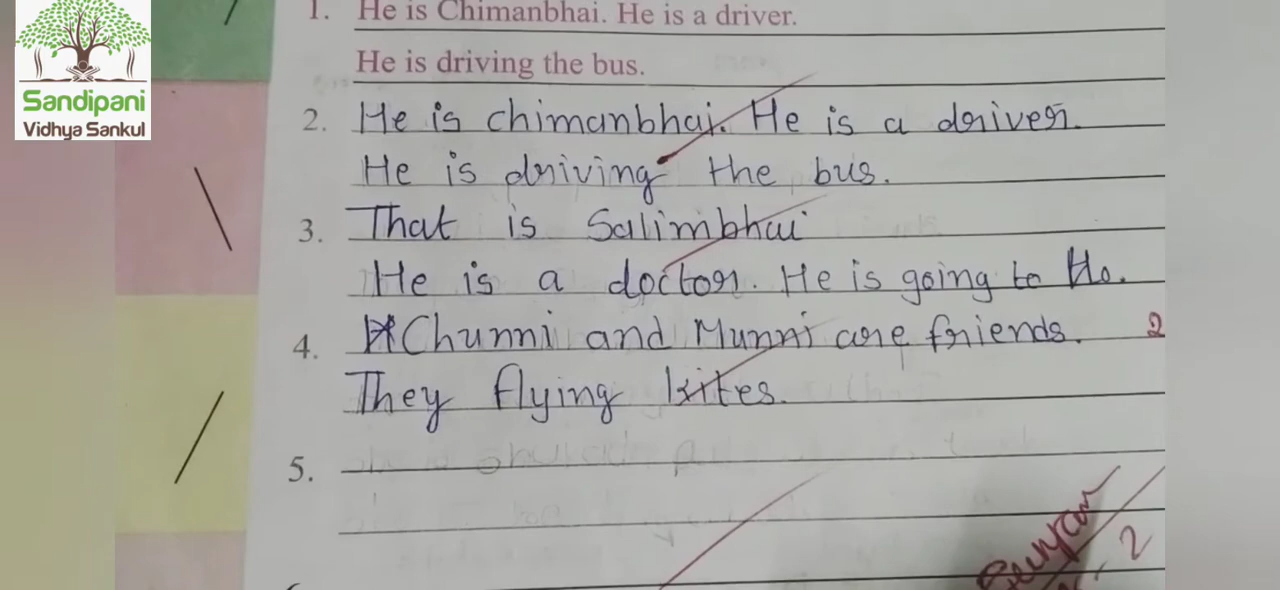 Sandipani
Vidhya Sankul
1. He is Chimanbhai. He is a driver.
He is driving the bus.
2. He is chimanbhai. He is a driver.
He is driving the bus.
3. That is Salimbhai
He is a doctor. He is going to Ho.
4. Chunni and Munni are friends. 2
They flying kites.
5.
2